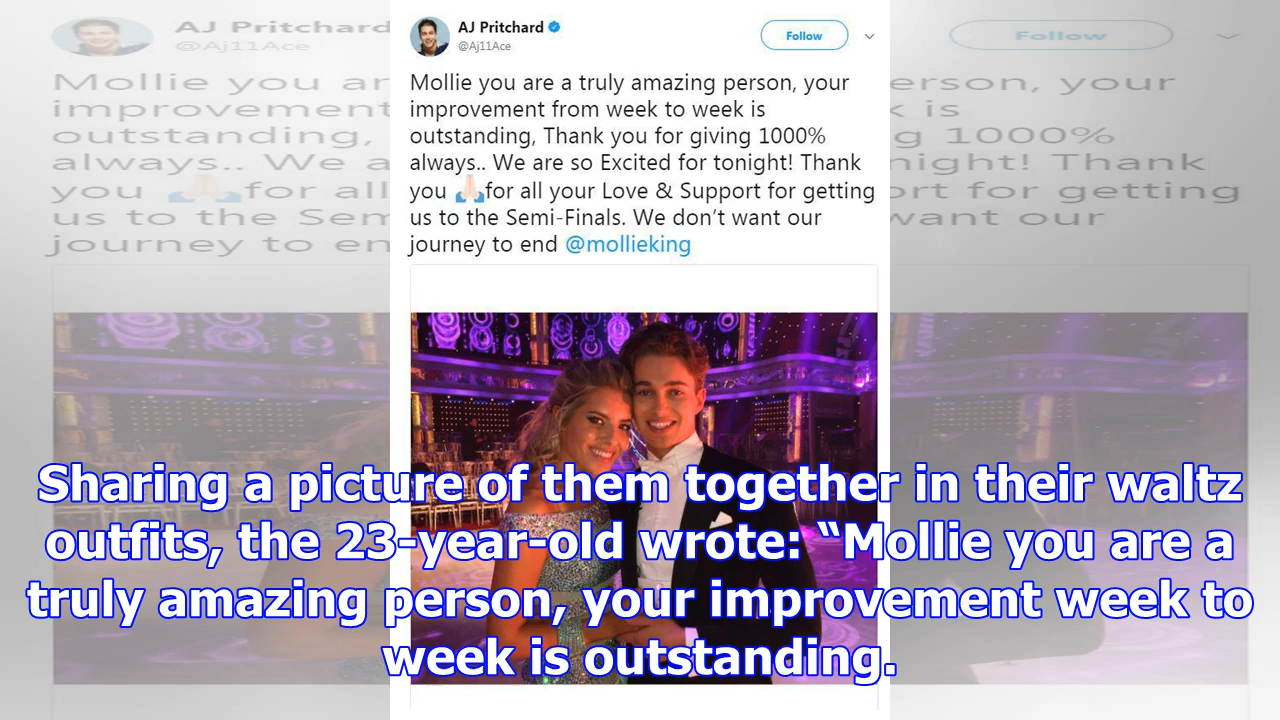 AJ Pritchard
@Aj11Ace
Follow
Mollie you are a truly amazing person, your
improvement from week to week is
outstanding, Thank you for giving 1000%
always.. We are so Excited for tonight! Thank
you 🙏🏻for all your Love & Support for getting
us to the Semi-Finals. We don’t want our
journey to end @mollieking
Sharing a picture of them together in their waltz
outfits, the 23-year-old wrote: “Mollie you are a
truly amazing person, your improvement week to
week is outstanding.